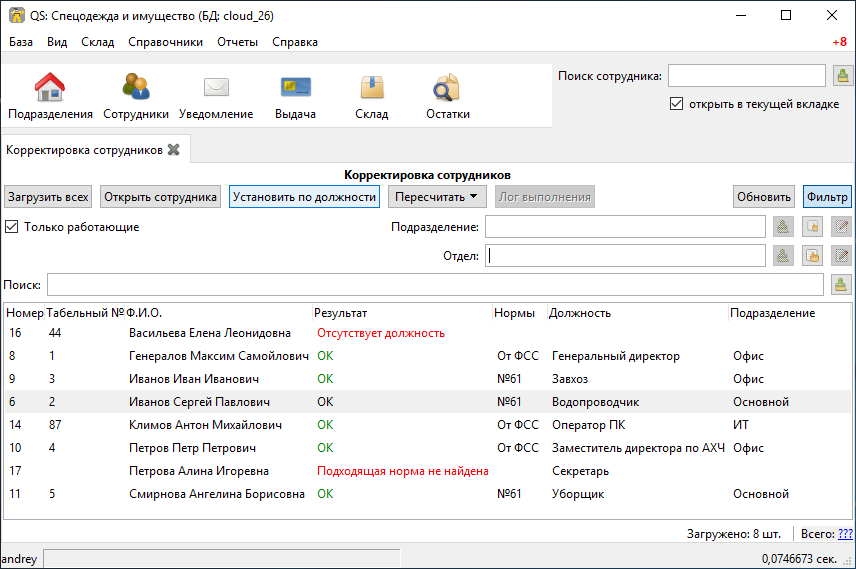 QS: Спецодежда и имущество (БД: cloud_26)
База Вид Склад Справочники Отчеты Справка +8
Подразделения Сотрудники Уведомление Выдача Склад Остатки
Поиск сотрудника:
открыть в текущей вкладке
Корректировка сотрудников
Корректировка сотрудников
Загрузить всех Открыть сотрудника Установить по должности Пересчитать Лог выполнения Обновить Фильтр
Только работающие Подразделение:
Отдел:
Поиск:
Номер Табельный № Ф.И.О. Результат Нормы Должность Подразделение
16 44 Васильева Елена Леонидовна Отсутствует должность
8 1 Генералов Максим Самойлович ОК От ФСС Генеральный директор Офис
9 3 Иванов Иван Иванович ОК №61 Завхоз Офис
6 2 Иванов Сергей Павлович ОК №61 Водопроводчик Основной
14 87 Климов Антон Михайлович ОК От ФСС Оператор ПК ИТ
10 4 Петров Петр Петрович ОК От ФСС Заместитель директора по АХЧ Офис
17 Петрова Алина Игоревна Подходящая норма не найдена Секретарь
11 5 Смирнова Ангелина Борисовна ОК №61 Уборщик Основной
Загружено: 8 шт. Всего: ???
andrey 0,0746673 сек.